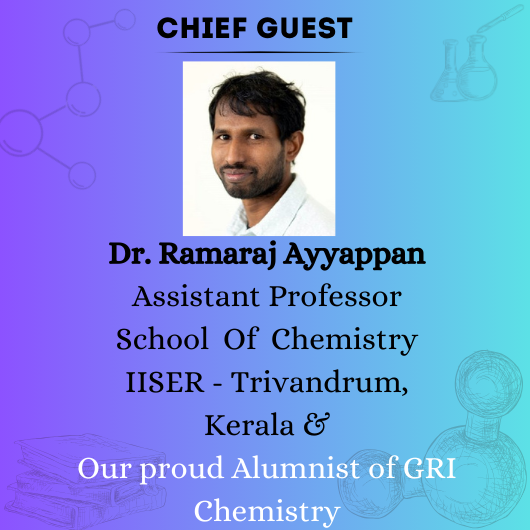 CHIEF GUEST
Dr. Ramaraj Ayyappan
Assistant Professor
School Of Chemistry
IISER - Trivandrum,
Kerala &
Our proud Alumnist of GRI
Chemistry